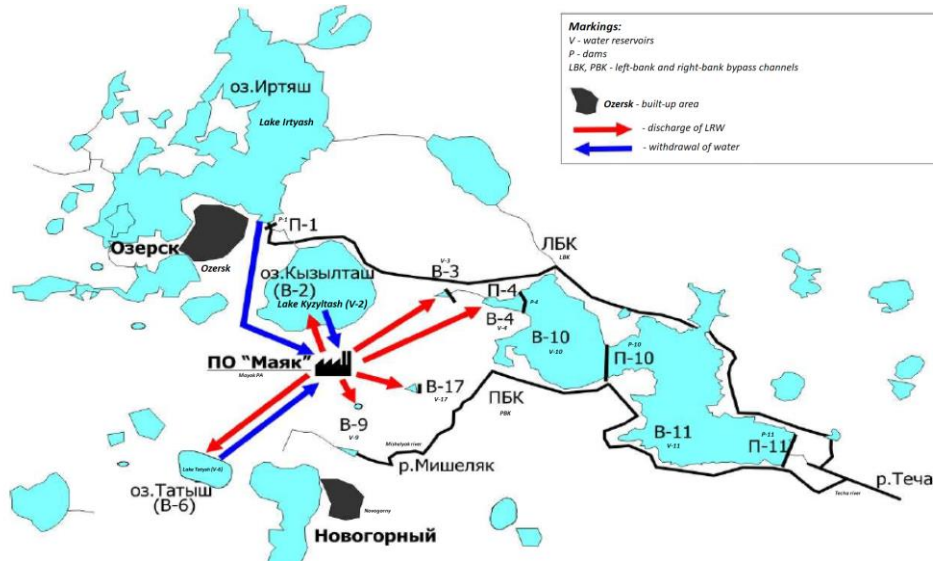 Markings:
V - water reservoirs
P - dams
LBK, PBK - left-bank and right-bank bypass channels
Ozersk - built-up area
- discharge of LRW
- withdrawal of water
оз.Иртяш
Lake Irtyash
P-1
П-1
Озерск
Ozersk
ЛБК
LBK
оз.Кызылташ
(В-2)
Lake Kyzyltash (V-2)
V-3
В-3
П-4
P-4
В-4
V-4
В-10
V-10
P-10
П-10
ПО “Маяк”
Mayak PA
В-17
V-17
ПБК
PBK
В-9
V-9
Mishelyak river
р.Мишеляк
В-11
V-11
P-11
П-11
р.Теча
Techa river
Lake Tatysh (V-6)
оз.Татыш
(В-6)
Novogorny
Новогорный